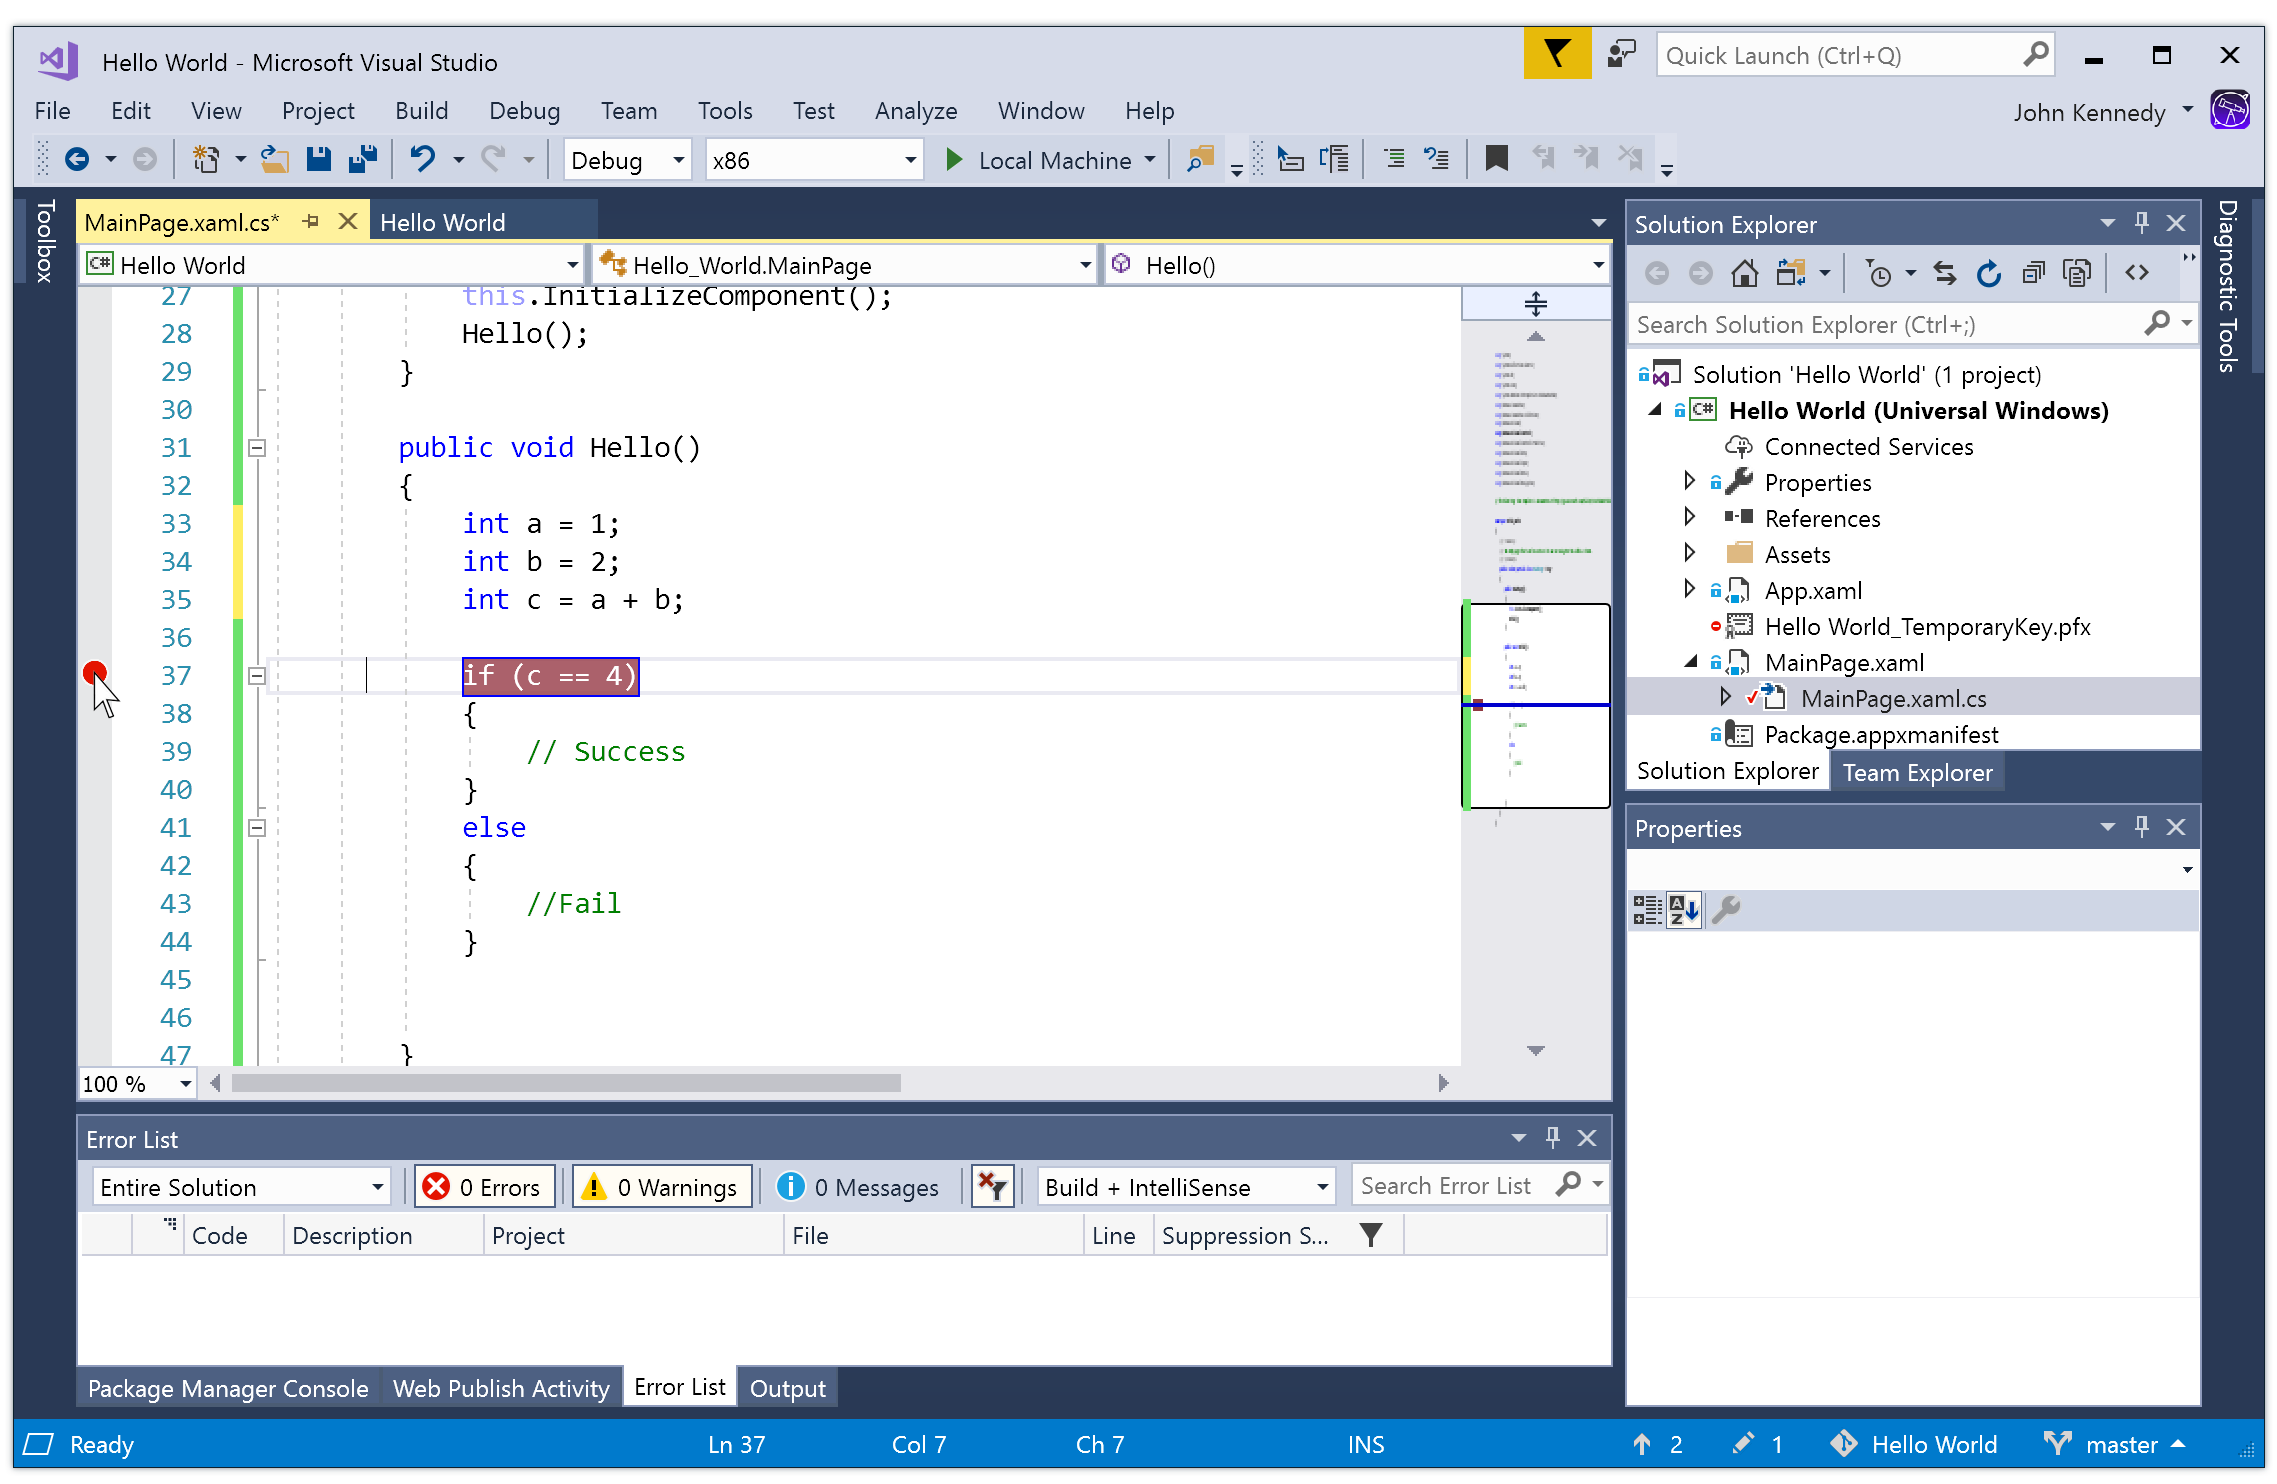 Hello World - Microsoft Visual Studio
Quick Launch (Ctrl+Q)
File Edit View Project Build Debug Team Tools Test Analyze Window Help
John Kennedy
Debug x86 Local Machine
Toolbox
MainPage.xaml.cs* Hello World
Hello World Hello_World.MainPage Hello()
27 this.InitializeComponent();
28 Hello();
29 }
30
31 public void Hello()
32 {
33 int a = 1;
34 int b = 2;
35 int c = a + b;
36
37 if (c == 4)
38 {
39 // Success
40 }
41 else
42 {
43 //Fail
44 }
45
46
47 }
100 %
Solution Explorer
Search Solution Explorer (Ctrl+;)
Solution 'Hello World' (1 project)
C# Hello World (Universal Windows)
Connected Services
Properties
References
Assets
App.xaml
Hello World_TemporaryKey.pfx
MainPage.xaml
MainPage.xaml.cs
Package.appxmanifest
Solution Explorer Team Explorer
Diagnostic Tools
Properties
Error List
Entire Solution 0 Errors 0 Warnings 0 Messages Build + IntelliSense Search Error List
Code Description Project File Line Suppression S...
Package Manager Console Web Publish Activity Error List Output
Ready Ln 37 Col 7 Ch 7 INS 2 1 Hello World master